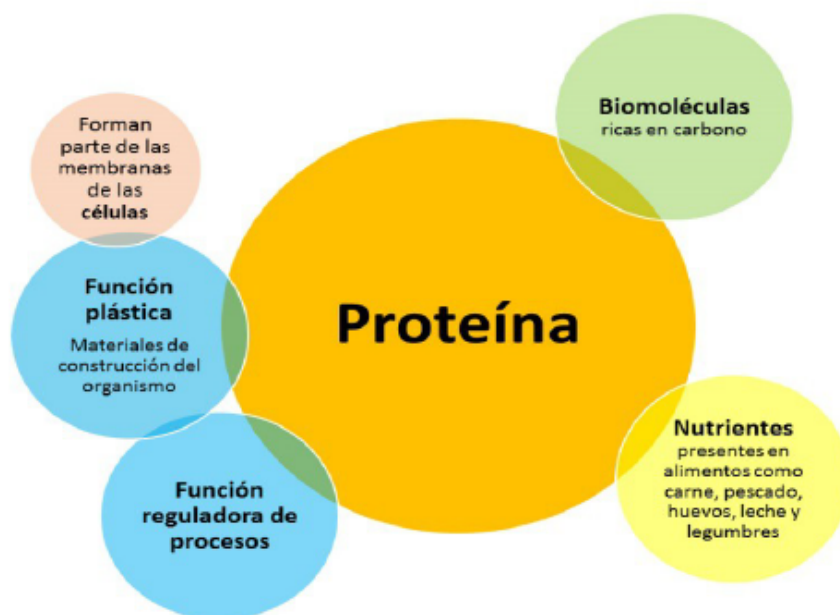 Forman
parte de las
membranas
de las
células
Función
plástica
Materiales de
construcción del
organismo
Función
reguladora de
procesos
Proteína
Biomoléculas
ricas en carbono
Nutrientes
presentes en
alimentos como
carne, pescado,
huevos, leche y
legumbres